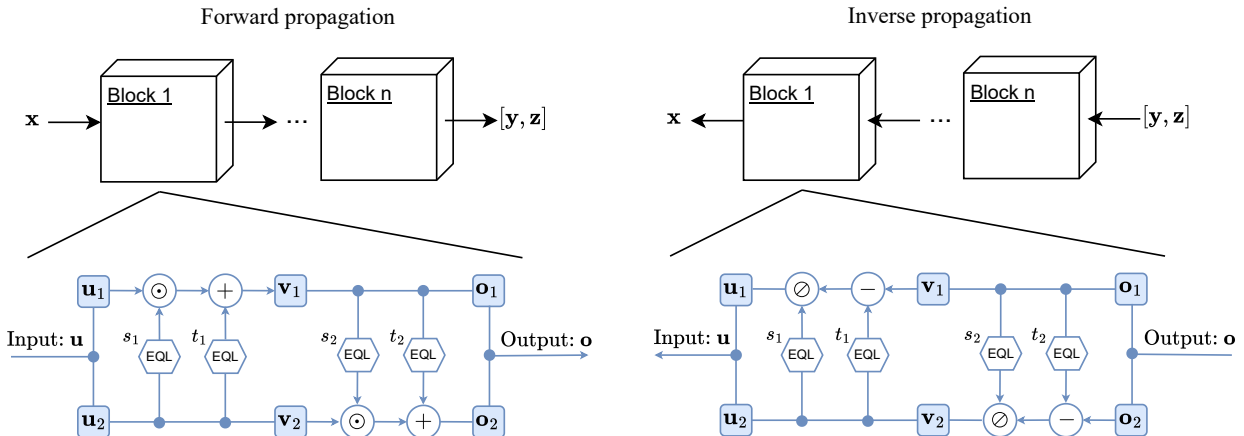 Forward propagation
Inverse propagation
Block 1
Block n
Block 1
Block n
x
...
[y, z]
x
...
[y, z]
u₁
⊙
+
v₁
o₁
u₁
⊘
−
v₁
o₁
Input: u
s₁
t₁
s₂
t₂
Output: o
EQL
EQL
EQL
EQL
Input: u
s₁
t₁
s₂
t₂
Output: o
EQL
EQL
EQL
EQL
u₂
v₂
⊙
+
o₂
u₂
v₂
⊘
−
o₂